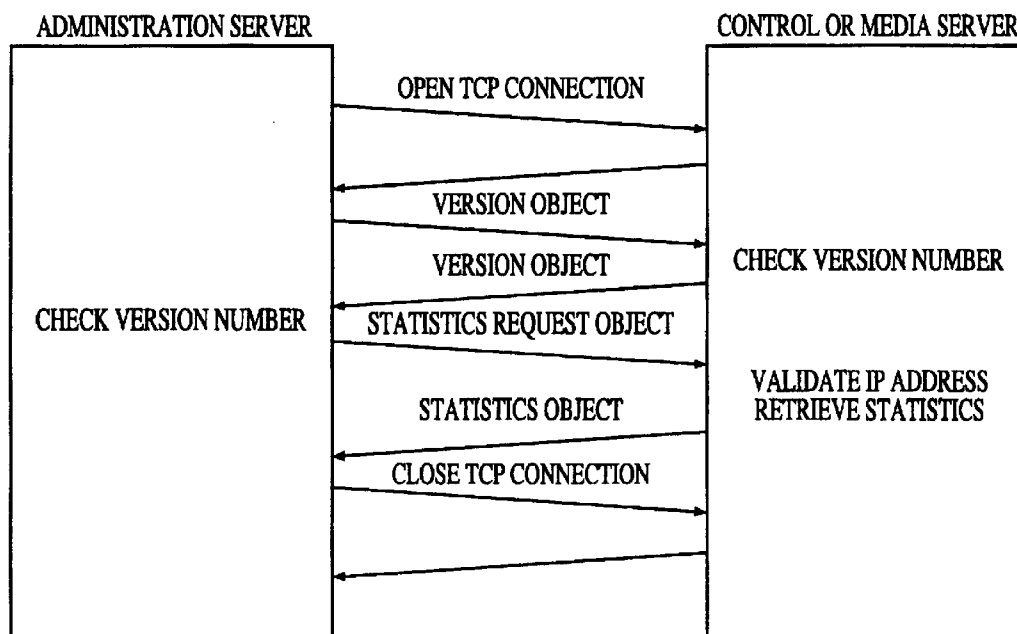 ADMINISTRATION SERVER
CONTROL OR MEDIA SERVER
OPEN TCP CONNECTION
VERSION OBJECT
VERSION OBJECT
CHECK VERSION NUMBER
CHECK VERSION NUMBER
STATISTICS REQUEST OBJECT
VALIDATE IP ADDRESS
RETRIEVE STATISTICS
STATISTICS OBJECT
CLOSE TCP CONNECTION